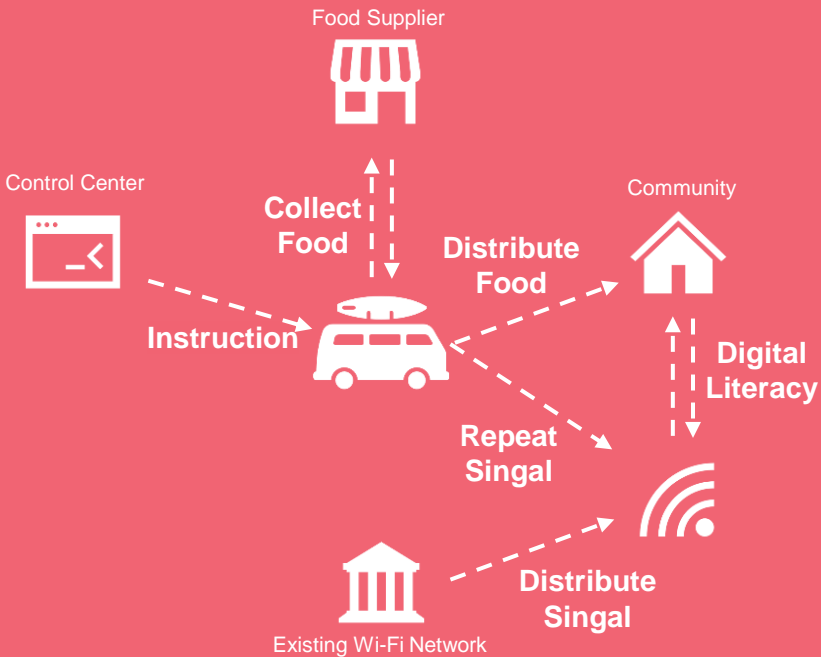 Food Supplier
Control Center
Collect
Food
Community
Distribute
Food
Instruction
Digital
Literacy
Repeat
Singal
Distribute
Singal
Existing Wi-Fi Network